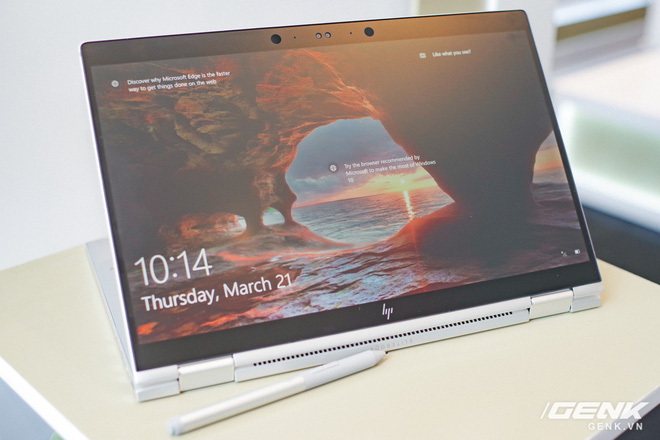 Discover why Microsoft Edge is the faster
way to get things done on the web
Like what you see?
Try the browser recommended by
Microsoft to make the most of Windows
10
10:14
Thursday, March 21
hp
GENK
GENK.VN